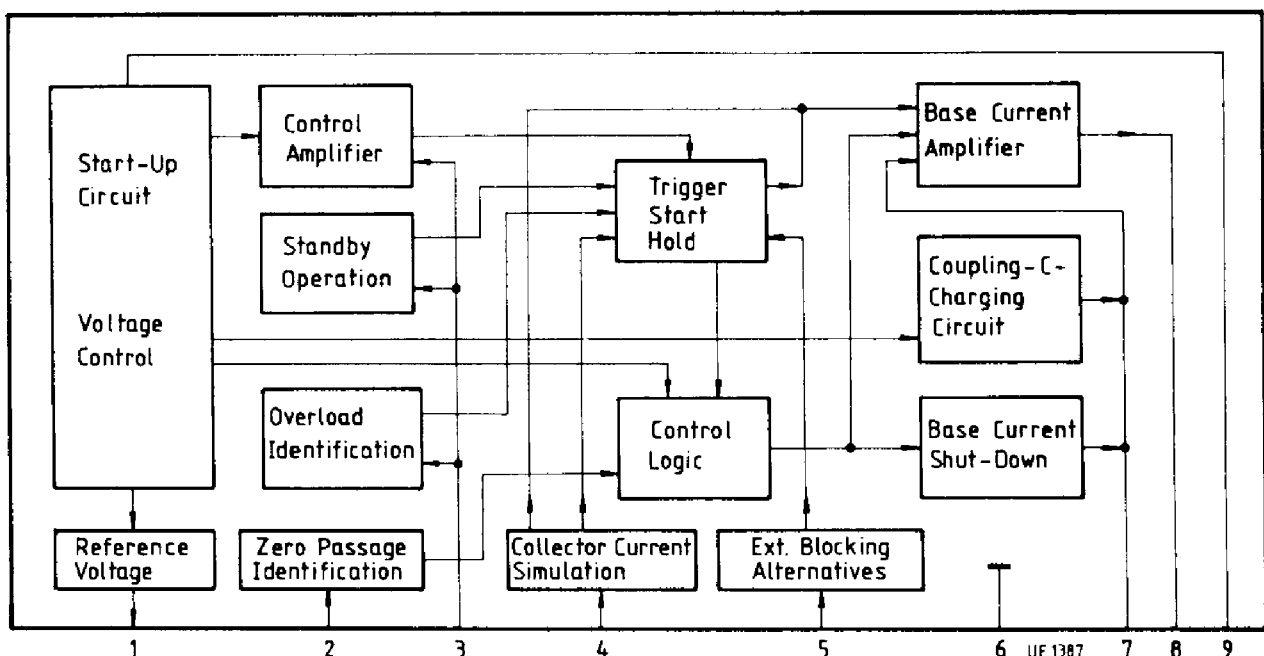 Start-Up
Circuit
Voltage
Control
Control
Amplifier
Standby
Operation
Overload
Identification
Trigger
Start
Hold
Control
Logic
Base Current
Amplifier
Coupling-C-
Charging
Circuit
Base Current
Shut-Down
Reference
Voltage
Zero Passage
Identification
Collector Current
Simulation
Ext. Blocking
Alternatives
1 2 3 4 5 6 UE 1387 7 8 9